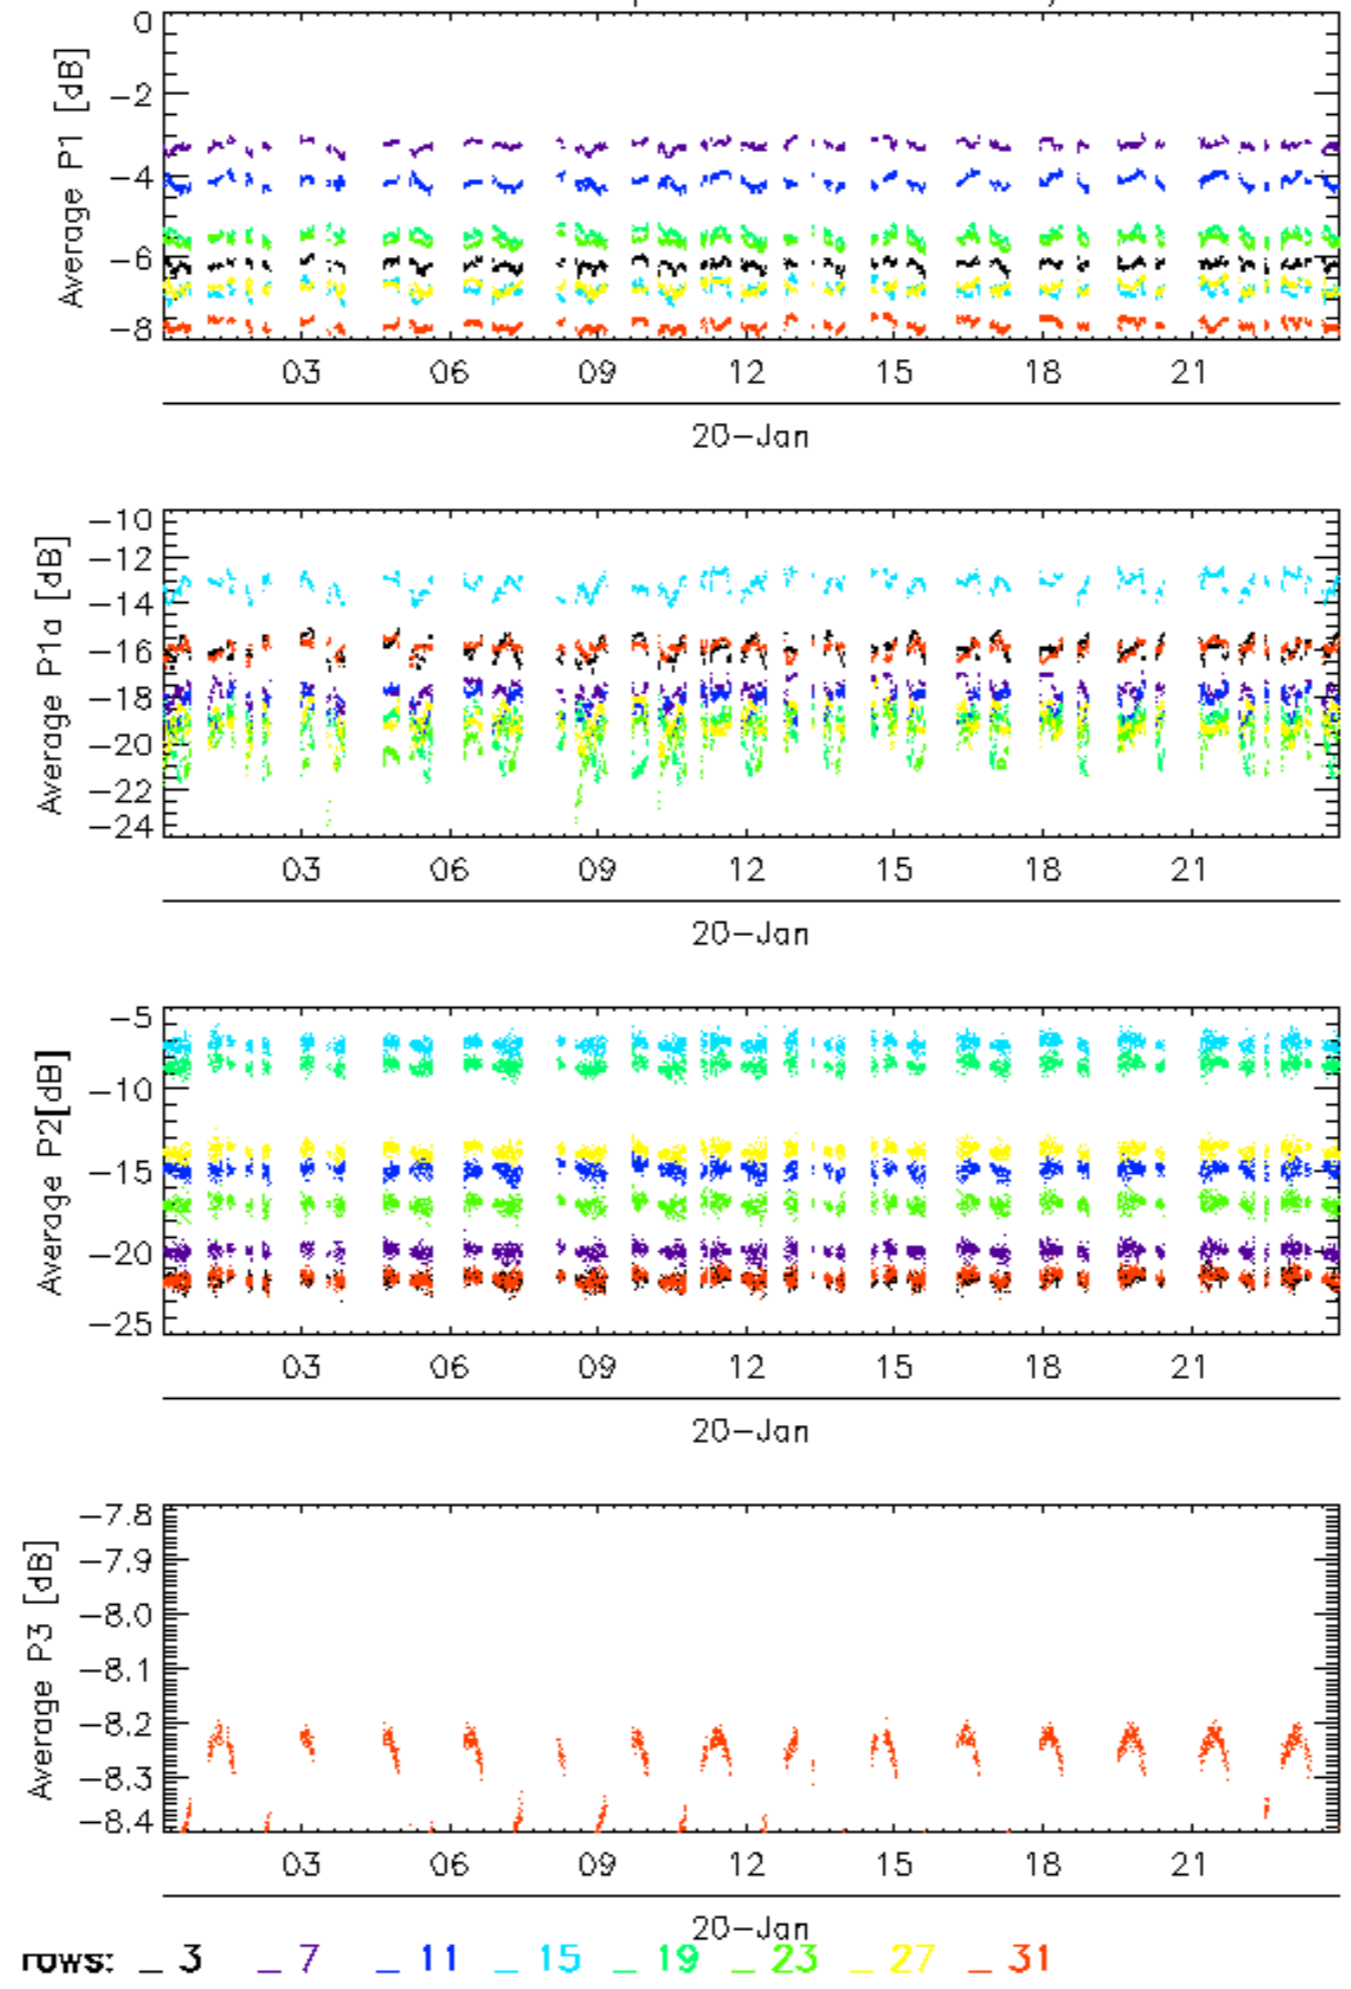 0
-2
-4
-6
-8
Average P1 [dB]
03 06 09 12 15 18 21
20-Jan
-10
-12
-14
-16
-18
-20
-22
-24
Average P1a [dB]
03 06 09 12 15 18 21
20-Jan
-5
-10
-15
-20
-25
Average P2[dB]
03 06 09 12 15 18 21
20-Jan
-7.8
-7.9
-8.0
-8.1
-8.2
-8.3
-8.4
Average P3 [dB]
03 06 09 12 15 18 21
20-Jan
rows: _ 3 _ 7 _ 11 _ 15 _ 19 _ 23 _ 27 _ 31